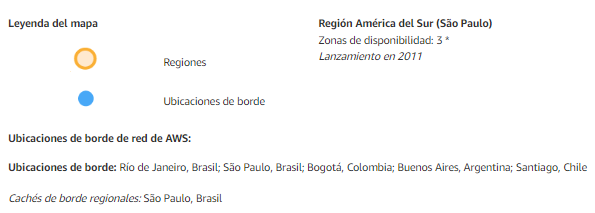 Leyenda del mapa
Regiones
Ubicaciones de borde
Región América del Sur (São Paulo)
Zonas de disponibilidad: 3 *
Lanzamiento en 2011
Ubicaciones de borde de red de AWS:
Ubicaciones de borde: Río de Janeiro, Brasil; São Paulo, Brasil; Bogotá, Colombia; Buenos Aires, Argentina; Santiago, Chile
Cachés de borde regionales: São Paulo, Brasil